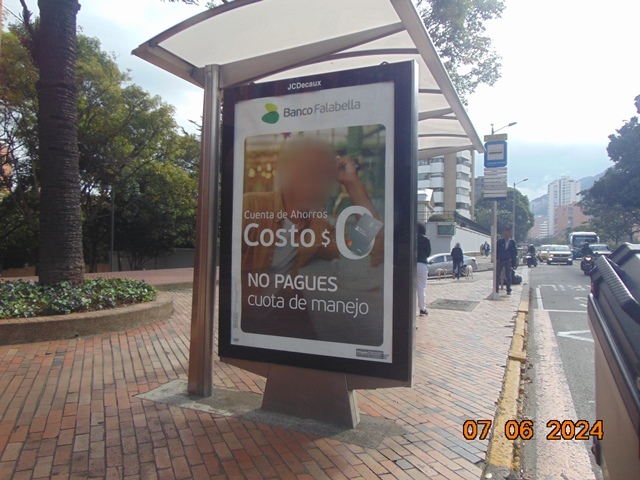 JCDecaux
Banco Falabella
Cuenta de Ahorros
Costo $ 0
NO PAGUES
cuota de manejo
07 06 2024